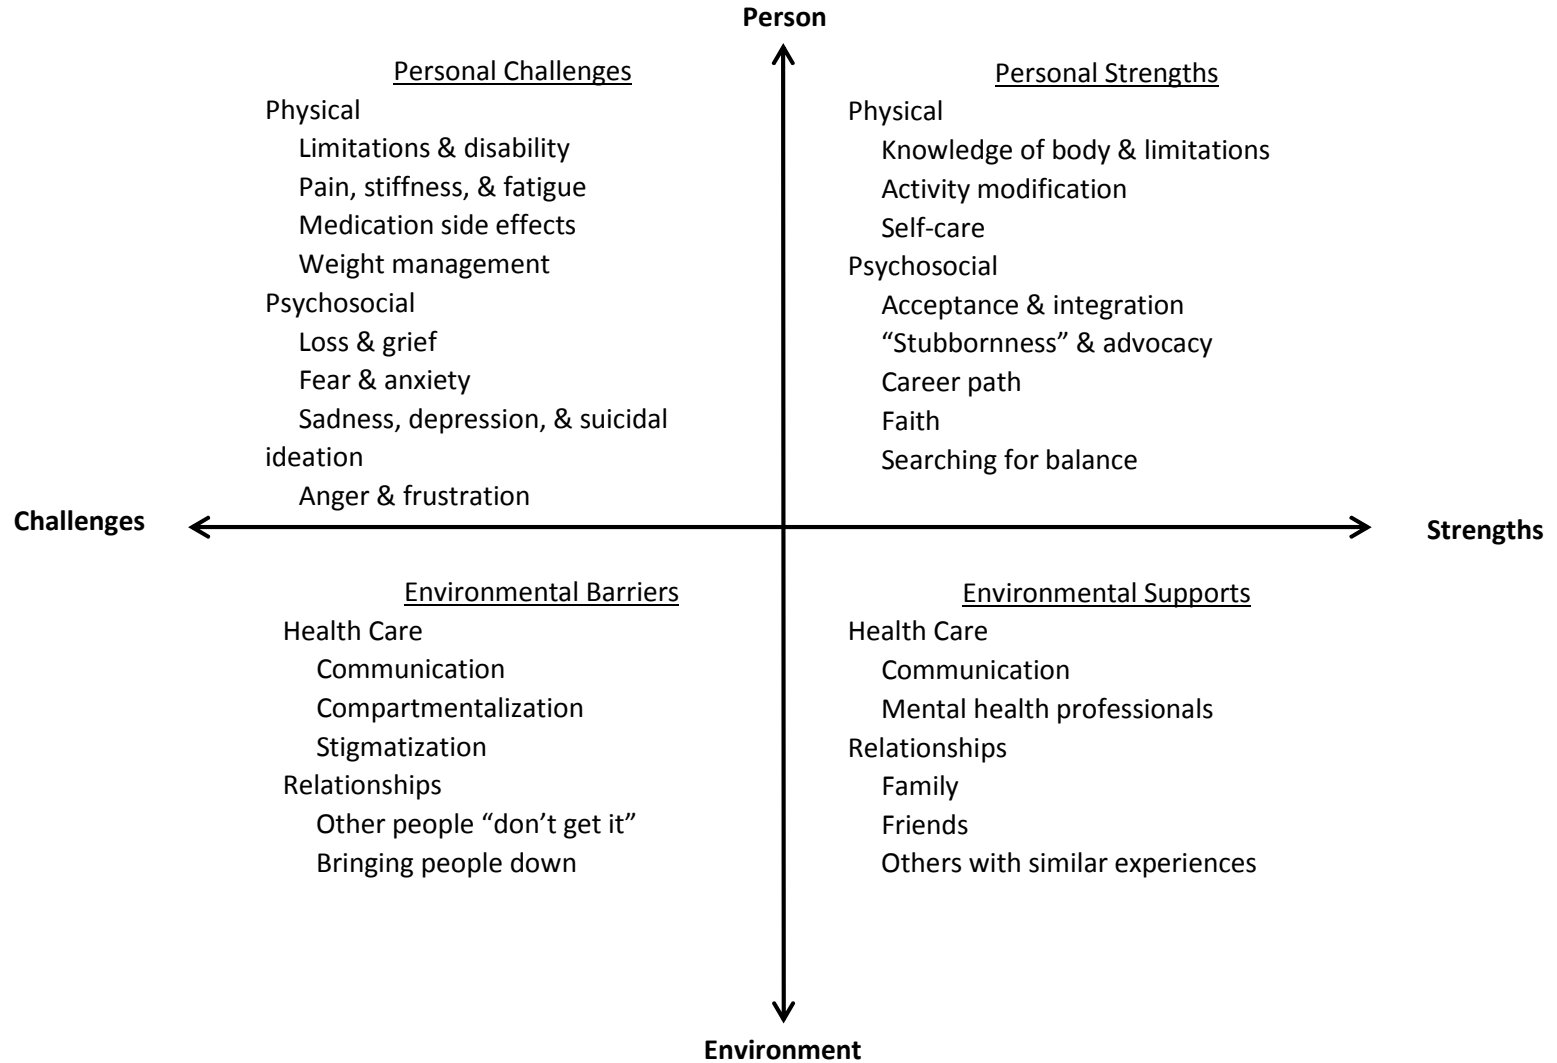 Person
Personal Challenges
Physical
Limitations & disability
Pain, stiffness, & fatigue
Medication side effects
Weight management
Psychosocial
Loss & grief
Fear & anxiety
Sadness, depression, & suicidal
ideation
Anger & frustration
Personal Strengths
Physical
Knowledge of body & limitations
Activity modification
Self-care
Psychosocial
Acceptance & integration
“Stubbornness” & advocacy
Career path
Faith
Searching for balance
Challenges
Strengths
Environmental Barriers
Health Care
Communication
Compartmentalization
Stigmatization
Relationships
Other people “don’t get it”
Bringing people down
Environmental Supports
Health Care
Communication
Mental health professionals
Relationships
Family
Friends
Others with similar experiences
Environment